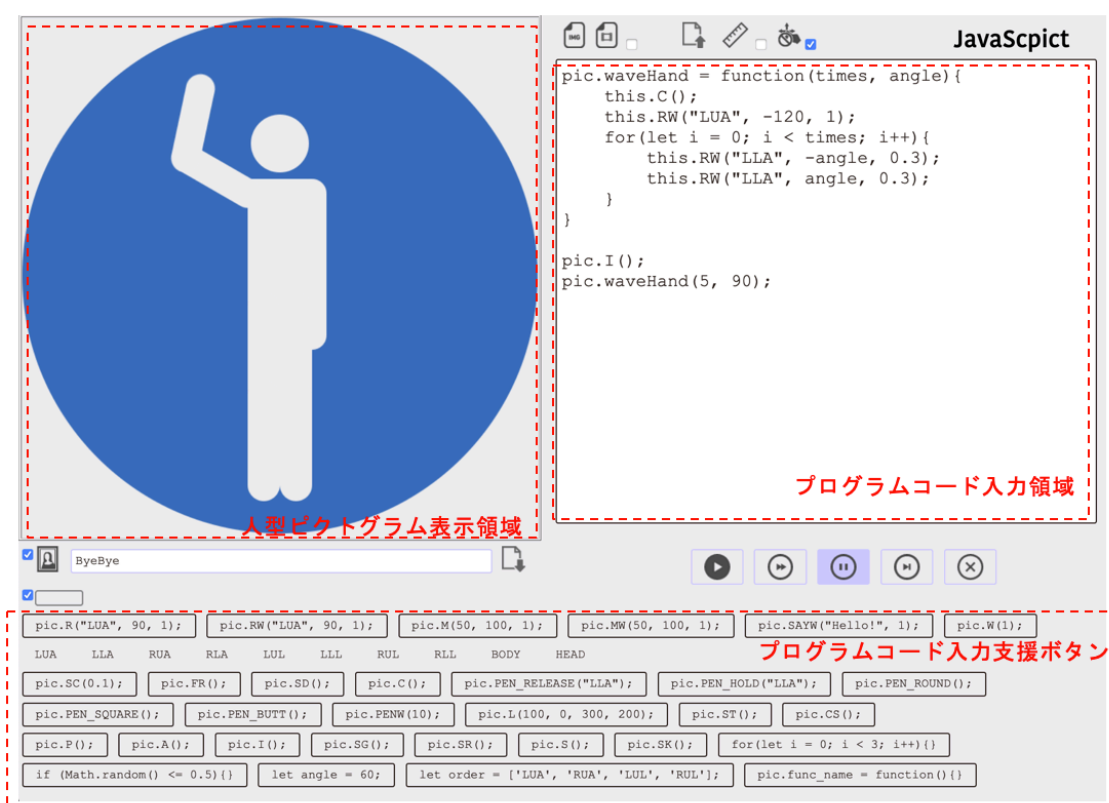 IMG
JavaScpict
pic.waveHand = function(times, angle){
    this.C();
    this.RW("LUA", -120, 1);
    for(let i = 0; i < times; i++){
        this.RW("LLA", -angle, 0.3);
        this.RW("LLA", angle, 0.3);
    }
}
pic.I();
pic.waveHand(5, 90);
プログラムコード入力領域
人型ピクトグラム表示領域
ByeBye
pic.R("LUA", 90, 1); pic.RW("LUA", 90, 1); pic.M(50, 100, 1); pic.MW(50, 100, 1); pic.SAYW("Hello!", 1); pic.W(1);
LUA LLA RUA RLA LUL LLL RUL RLL BODY HEAD
プログラムコード入力支援ボタン
pic.SC(0.1); pic.FR(); pic.SD(); pic.C(); pic.PEN_RELEASE("LLA"); pic.PEN_HOLD("LLA"); pic.PEN_ROUND();
pic.PEN_SQUARE(); pic.PEN_BUTT(); pic.PENW(10); pic.L(100, 0, 300, 200); pic.ST(); pic.CS();
pic.P(); pic.A(); pic.I(); pic.SG(); pic.SR(); pic.S(); pic.SK(); for(let i = 0; i < 3; i++){}
if (Math.random() <= 0.5){} let angle = 60; let order = ['LUA', 'RUA', 'LUL', 'RUL']; pic.func_name = function(){}